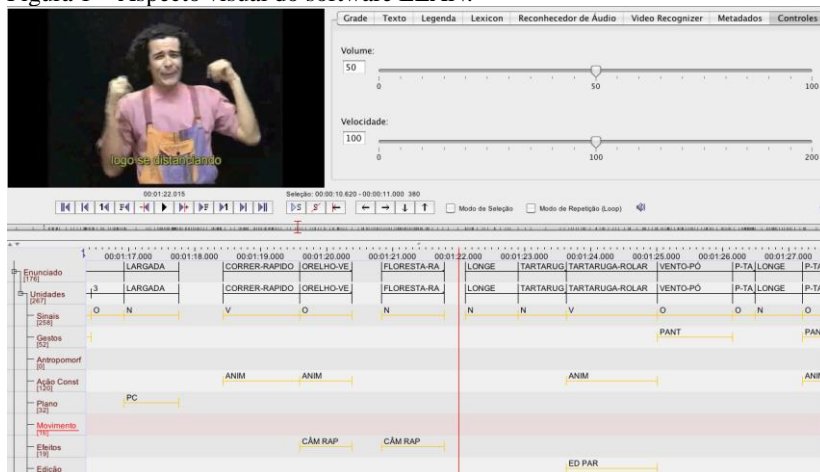 Figura 1 – Aspecto visual do software ELAN.
Grade Texto Legenda Lexicon Reconhecedor de Áudio Video Recognizer Metadados Controles
Volume:
50
0 50 100
Velocidade:
100
0 100 200
logo se distanciando
00:01:22.015 Seleção: 00:00:10.620 - 00:00:11.000 380
Modo de Seleção Modo de Repetição (Loop)
00:01:17.000 00:01:18.000 00:01:19.000 00:01:20.000 00:01:21.000 00:01:22.000 00:01:23.000 00:01:24.000 00:01:25.000 00:01:26.000 00:01:27.000
Enunciado LARGADA CORRER-RAPIDO ORELHO-VE FLORESTA-RA LONGE TARTARUG TARTARUGA-ROLAR VENTO-PÓ P-TA LONGE P-TA
[176]
Unidades 3 LARGADA CORRER-RAPIDO ORELHO-VE FLORESTA-RA LONGE TARTARUG TARTARUGA-ROLAR VENTO-PÓ P-TA LONGE P-TA
[267]
Sinais O N V O N N N V O O N O
[258]
Gestos PANT PAN
[52]
Antropomorf
[0]
Ação Const ANIM ANIM ANIM ANIM
[120]
Plano PC
[32]
Movimento
[16]
Efeitos CÂM RAP CÂM RAP
[19]
Edição ED PAR